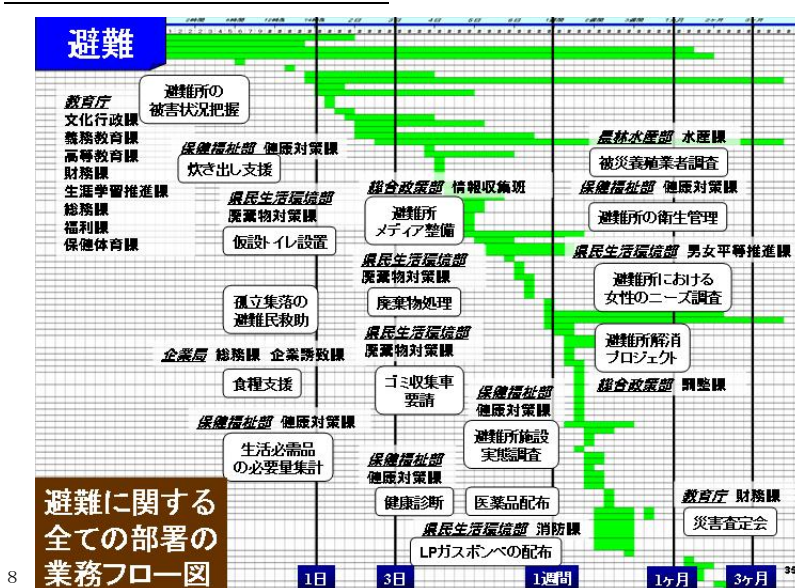 避難
避難所の
被害状況把握
教育庁
文化行政課
義務教育課
高等教育課
財務課
生涯学習推進課
総務課
福利課
保健体育課
保健福祉部 健康対策課
炊き出し支援
県民生活環境部
廃棄物対策課
仮設トイレ設置
孤立集落の
避難民救助
企業局 総務課 企業誘致課
食糧支援
保健福祉部 健康対策課
生活必需品
の必要量集計
総合政策部 情報収集班
避難所
メディア整備
県民生活環境部
廃棄物対策課
廃棄物処理
県民生活環境部
廃棄物対策課
ゴミ収集車
要請
保健福祉部
健康対策課
健康診断
保健福祉部
健康対策課
避難所施設
実態調査
医薬品配布
県民生活環境部 消防課
LPガスボンベの配布
農林水産部 水産課
被災養殖業者調査
保健福祉部 健康対策課
避難所の衛生管理
県民生活環境部 男女平等推進課
避難所における
女性のニーズ調査
避難所解消
プロジェクト
総合政策部 調整課
教育庁 財務課
災害査定会
避難に関する
全ての部署の
業務フロー図
1日
3日
1週間
1ヶ月
3ヶ月
8